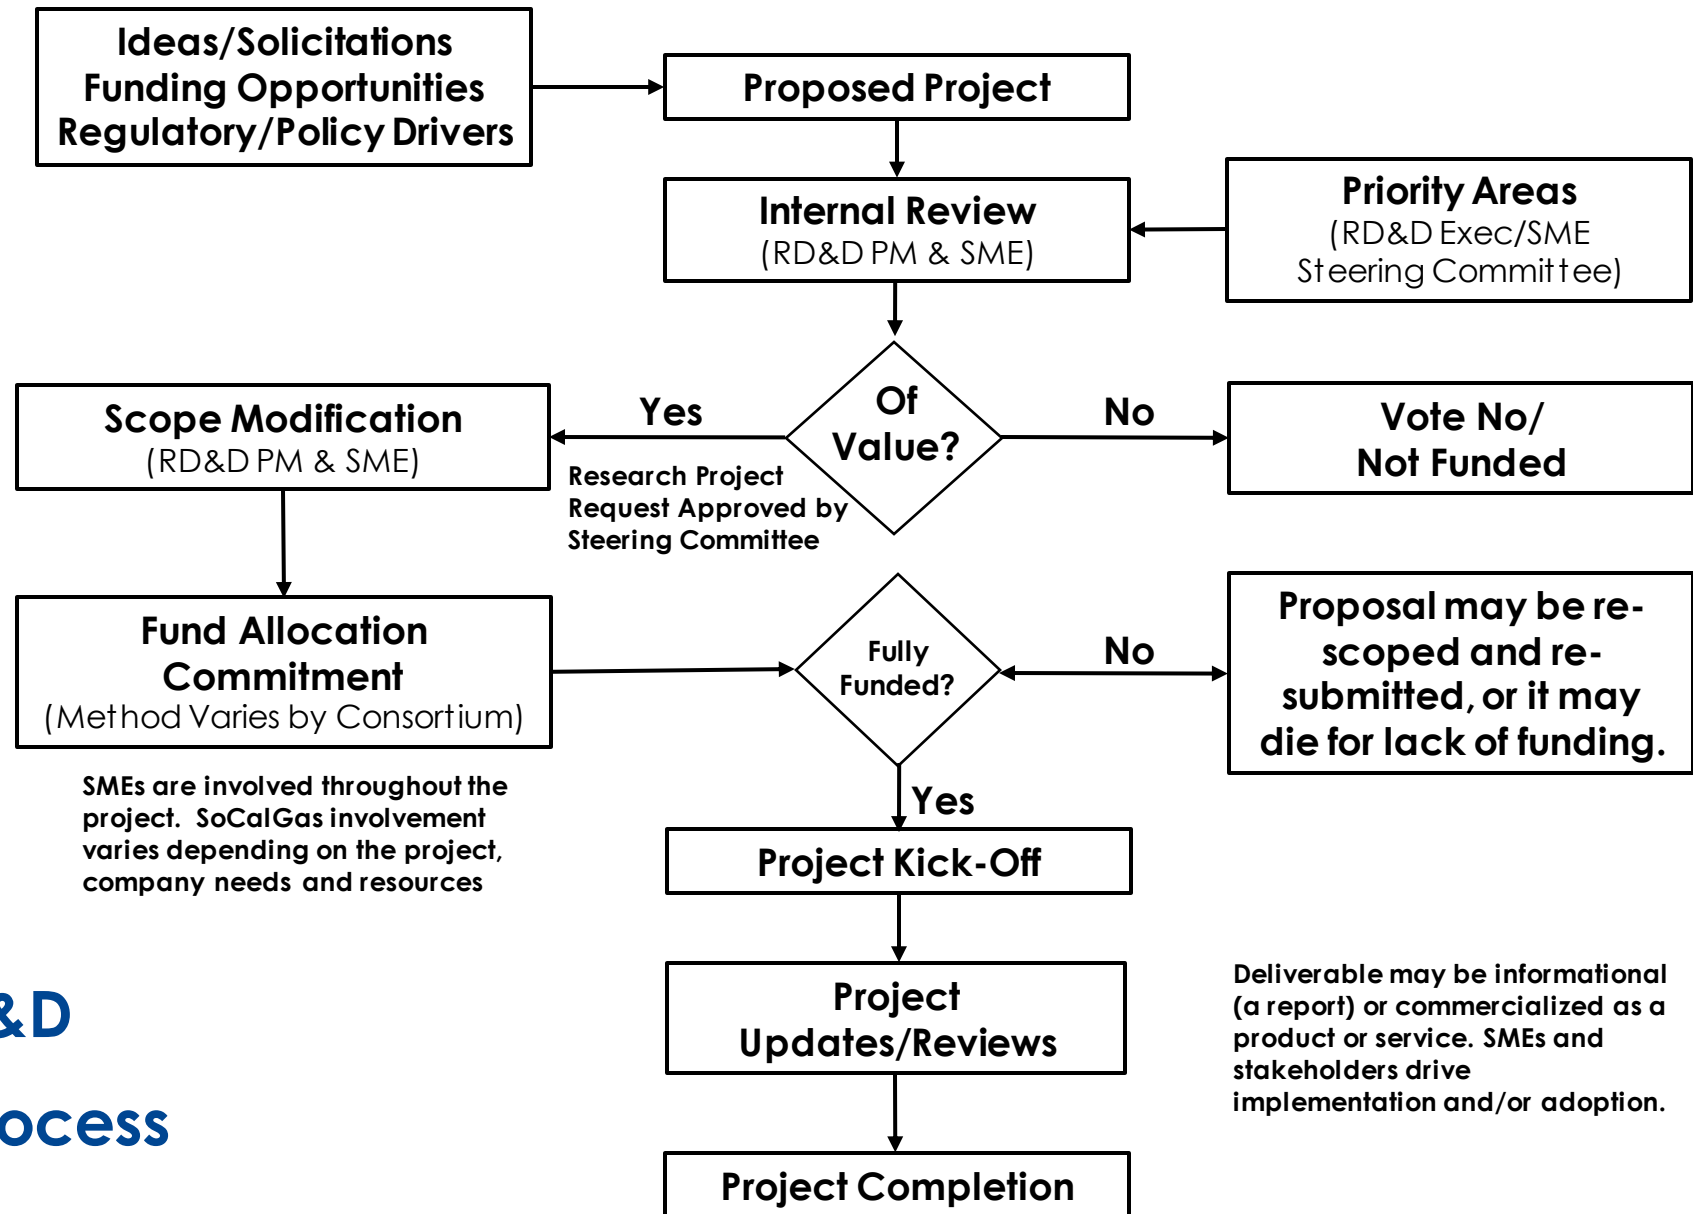 Ideas/Solicitations
Funding Opportunities
Regulatory/Policy Drivers
Proposed Project
Internal Review
(RD&D PM & SME)
Priority Areas
(RD&D Exec/SME
Steering Committee)
Of
Value?
Yes
No
Scope Modification
(RD&D PM & SME)
Research Project
Request Approved by
Steering Committee
Vote No/
Not Funded
Fund Allocation
Commitment
(Method Varies by Consortium)
Fully
Funded?
No
Proposal may be re-
scoped and re-
submitted, or it may
die for lack of funding.
SMEs are involved throughout the
project. SoCalGas involvement
varies depending on the project,
company needs and resources
Yes
Project Kick-Off
Project
Updates/Reviews
Deliverable may be informational
(a report) or commercialized as a
product or service. SMEs and
stakeholders drive
implementation and/or adoption.
&D
ocess
Project Completion